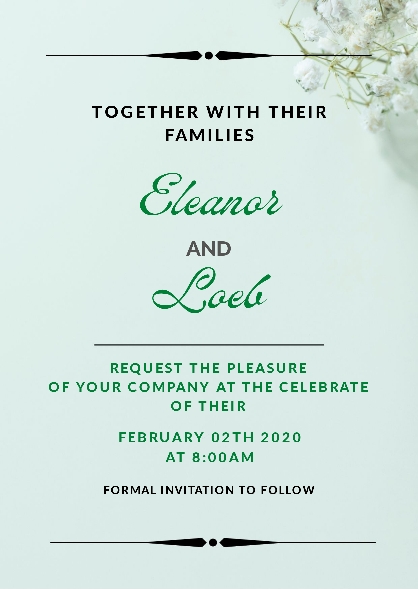 TOGETHER WITH THEIR
FAMILIES
Eleanor
AND
Loeb
REQUEST THE PLEASURE
OF YOUR COMPANY AT THE CELEBRATE
OF THEIR
FEBRUARY 02TH 2020
AT 8:00AM
FORMAL INVITATION TO FOLLOW